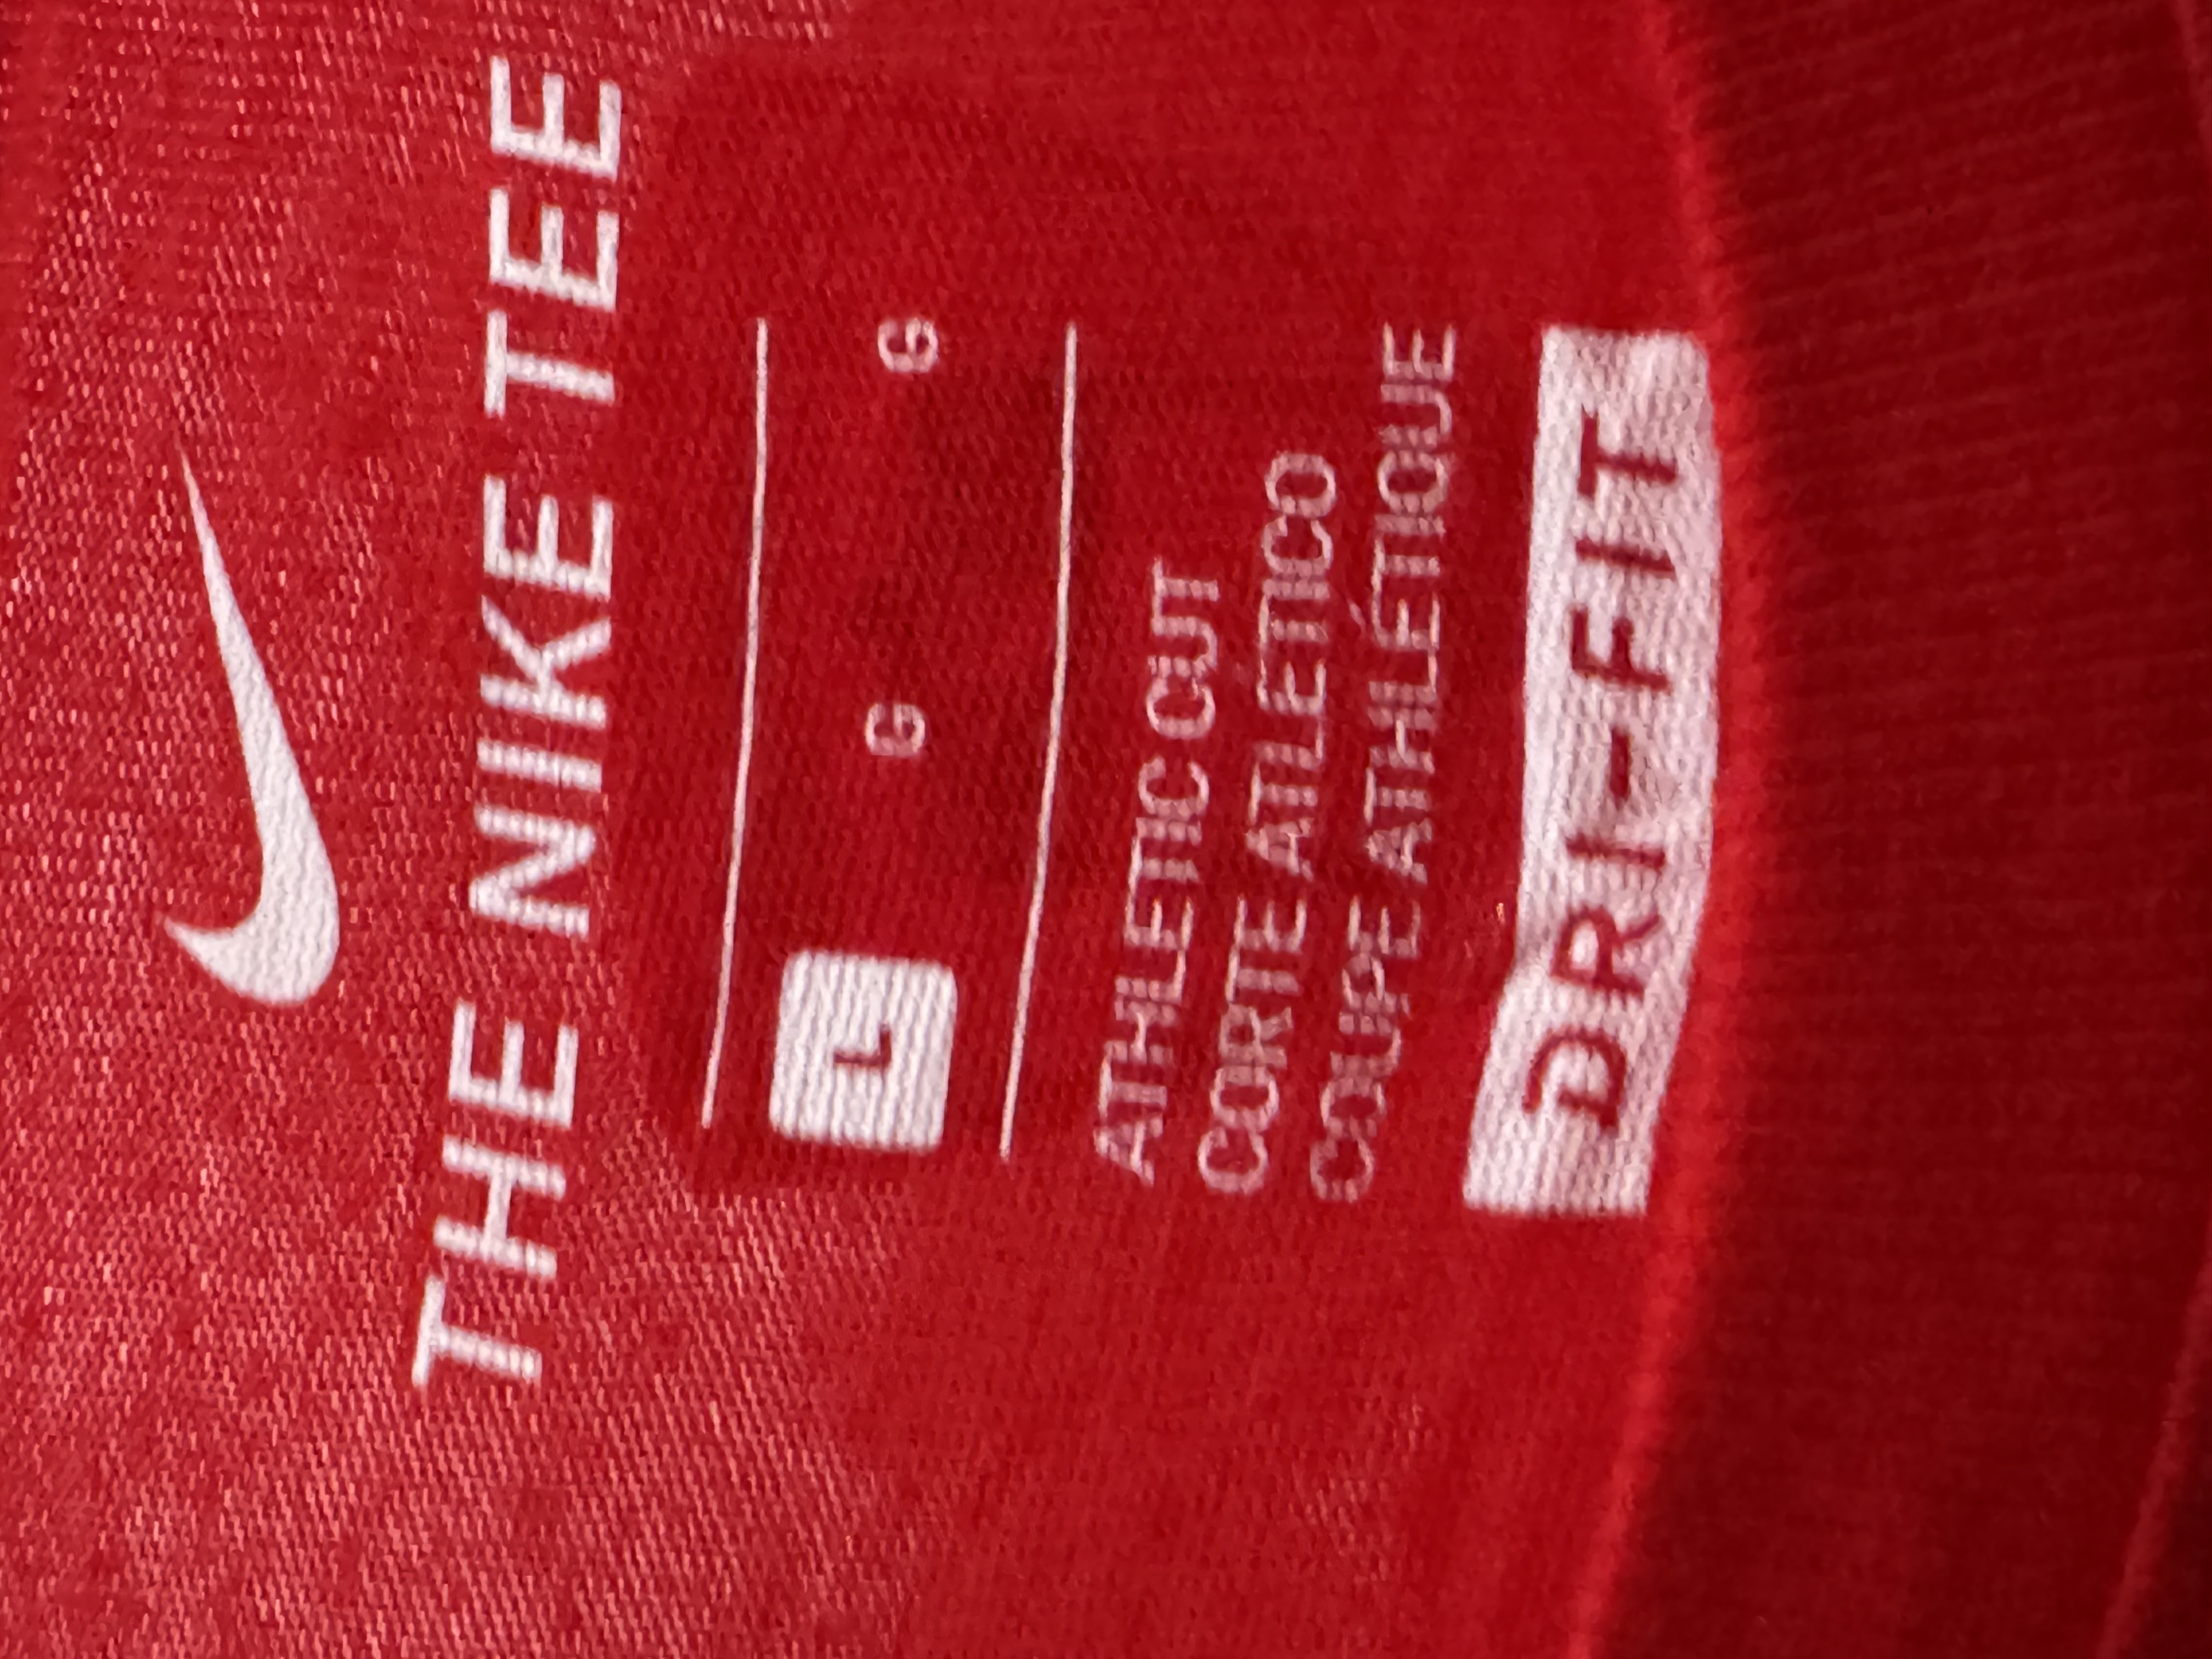 THE NIKE TEE
L G G
ATHLETIC CUT
CORTE ATLÉTICO
COUPE ATHLÉTIQUE
DRI-FIT